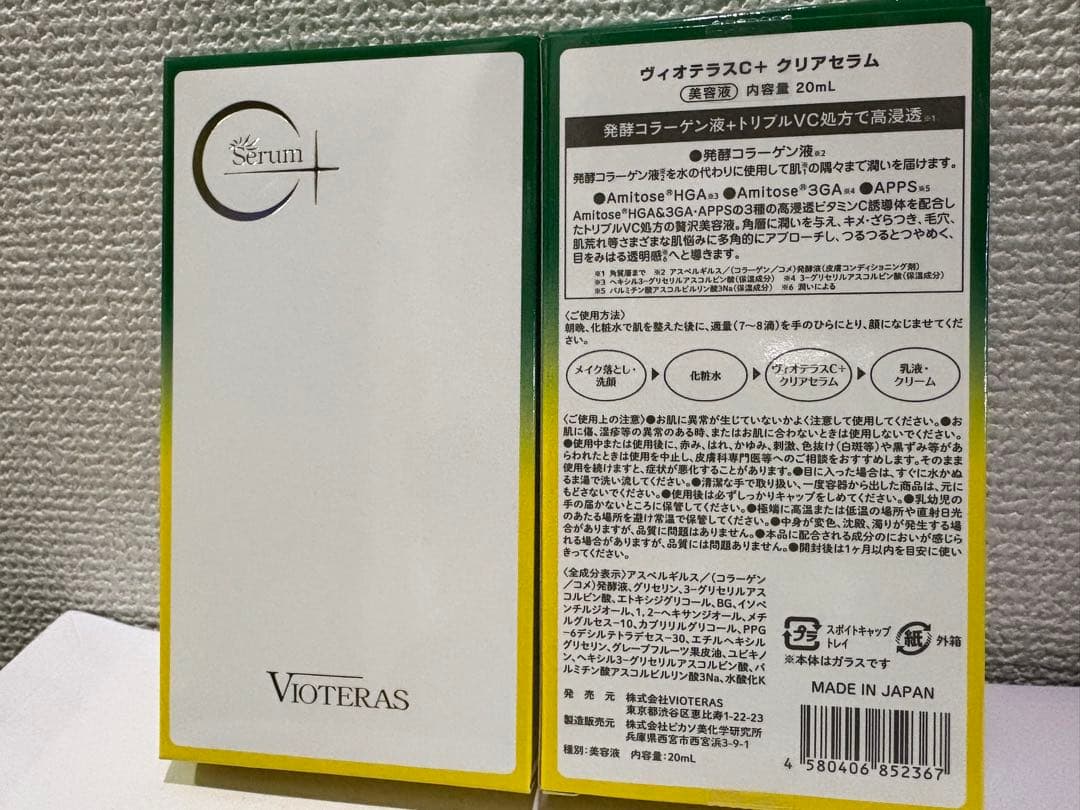 C+
Serum
VIOTERAS
ヴィオテラスC+ クリアセラム
美容液 内容量 20mL
発酵コラーゲン液+トリプルVC処方で高浸透※1
●発酵コラーゲン液※2
発酵コラーゲン液※2を水の代わりに使用して肌※1の隅々まで潤いを届けます。
●Amitose®HGA※3 ●Amitose®3GA※4 ●APPS※5
Amitose®HGA&3GA・APPSの3種の高浸透ビタミンC誘導体を配合し
たトリプルVC処方の贅沢美容液。角層に潤いを与え、キメ・ざらつき、毛穴、
肌荒れ等さまざまな肌悩みに多角的にアプローチし、つるつるとつやめく、
目をみはる透明感※6へと導きます。
※1 角質層まで ※2 アスペルギルス/(コラーゲン/コメ)発酵液(皮膚コンディショニング剤)
※3 ヘキシル3-グリセリルアスコルビン酸(保湿成分) ※4 3-グリセリルアスコルビン酸(保湿成分)
※5 パルミチン酸アスコルビルリン酸3Na(保湿成分) ※6 潤いによる
〈ご使用方法〉
朝晩、化粧水で肌を整えた後に、適量(7～8滴)を手のひらにとり、顔になじませてくだ
さい。
メイク落とし・
洗顔
化粧水
ヴィオテラスC+
クリアセラム
乳液・
クリーム
〈ご使用上の注意〉●お肌に異常が生じていないかよく注意して使用してください。●お
肌に傷、湿疹等の異常のある時、またはお肌に合わないときは使用しないでください。
●使用中または使用後に、赤み、はれ、かゆみ、刺激、色抜け(白斑等)や黒ずみ等があ
らわれたときは使用を中止し、皮膚科専門医等へのご相談をおすすめします。そのまま
使用を続けますと、症状が悪化することがあります。●目に入った場合は、すぐに水かぬ
るま湯で洗い流してください。●清潔な手で取り扱い、一度容器から出した商品は、元に
もどさないでください。●使用後は必ずしっかりキャップをしめてください。●乳幼児の
手の届かないところに保管してください。●極端に高温または低温の場所や直射日光
のあたる場所を避け常温で保管してください。●中身が変色、沈殿、濁りが発生する場
合がありますが、品質に問題はありません。●本品に配合される成分のにおいが感じら
れる場合がありますが、品質には問題ありません。●開封後は1ヶ月以内を目安に使い
きってください。
〈全成分表示〉アスペルギルス/(コラーゲン
/コメ)発酵液、グリセリン、3-グリセリルアス
コルビン酸、エトキシジグリコール、BG、イソペ
ンチルジオール、1,2-ヘキサンジオール、メチ
ルグルセス-10、カプリリルグリコール、PPG
-6デシルテトラデセス-30、エチルヘキシル
グリセリン、グレープフルーツ果皮油、ユビキノ
ン、ヘキシル3-グリセリルアスコルビン酸、パ
ルミチン酸アスコルビルリン酸3Na、水酸化K
プラ
スポイトキャップ
トレイ
紙
外箱
※本体はガラスです
発売元 株式会社VIOTERAS
東京都渋谷区恵比寿1-22-23
製造販売元 株式会社ピカソ美化学研究所
兵庫県西宮市西宮浜3-9-1
種別:美容液 内容量:20mL
MADE IN JAPAN
4 580406 852367